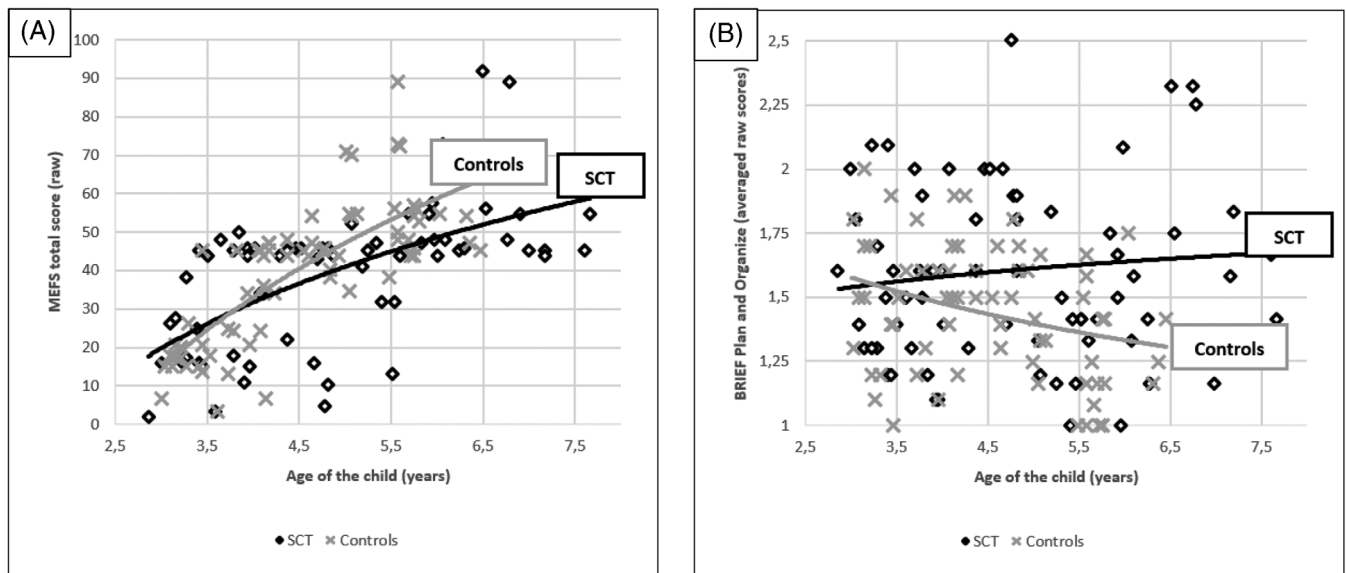 (A)
MEFS total score (raw)
100
90
80
70
60
50
40
30
20
10
0
Controls
SCT
2,5 3,5 4,5 5,5 6,5 7,5
Age of the child (years)
SCT Controls
(B)
BRIEF Plan and Organize (averaged raw scores)
2,5
2,25
2
1,75
1,5
1,25
1
SCT
Controls
2,5 3,5 4,5 5,5 6,5 7,5
Age of the child (years)
SCT Controls